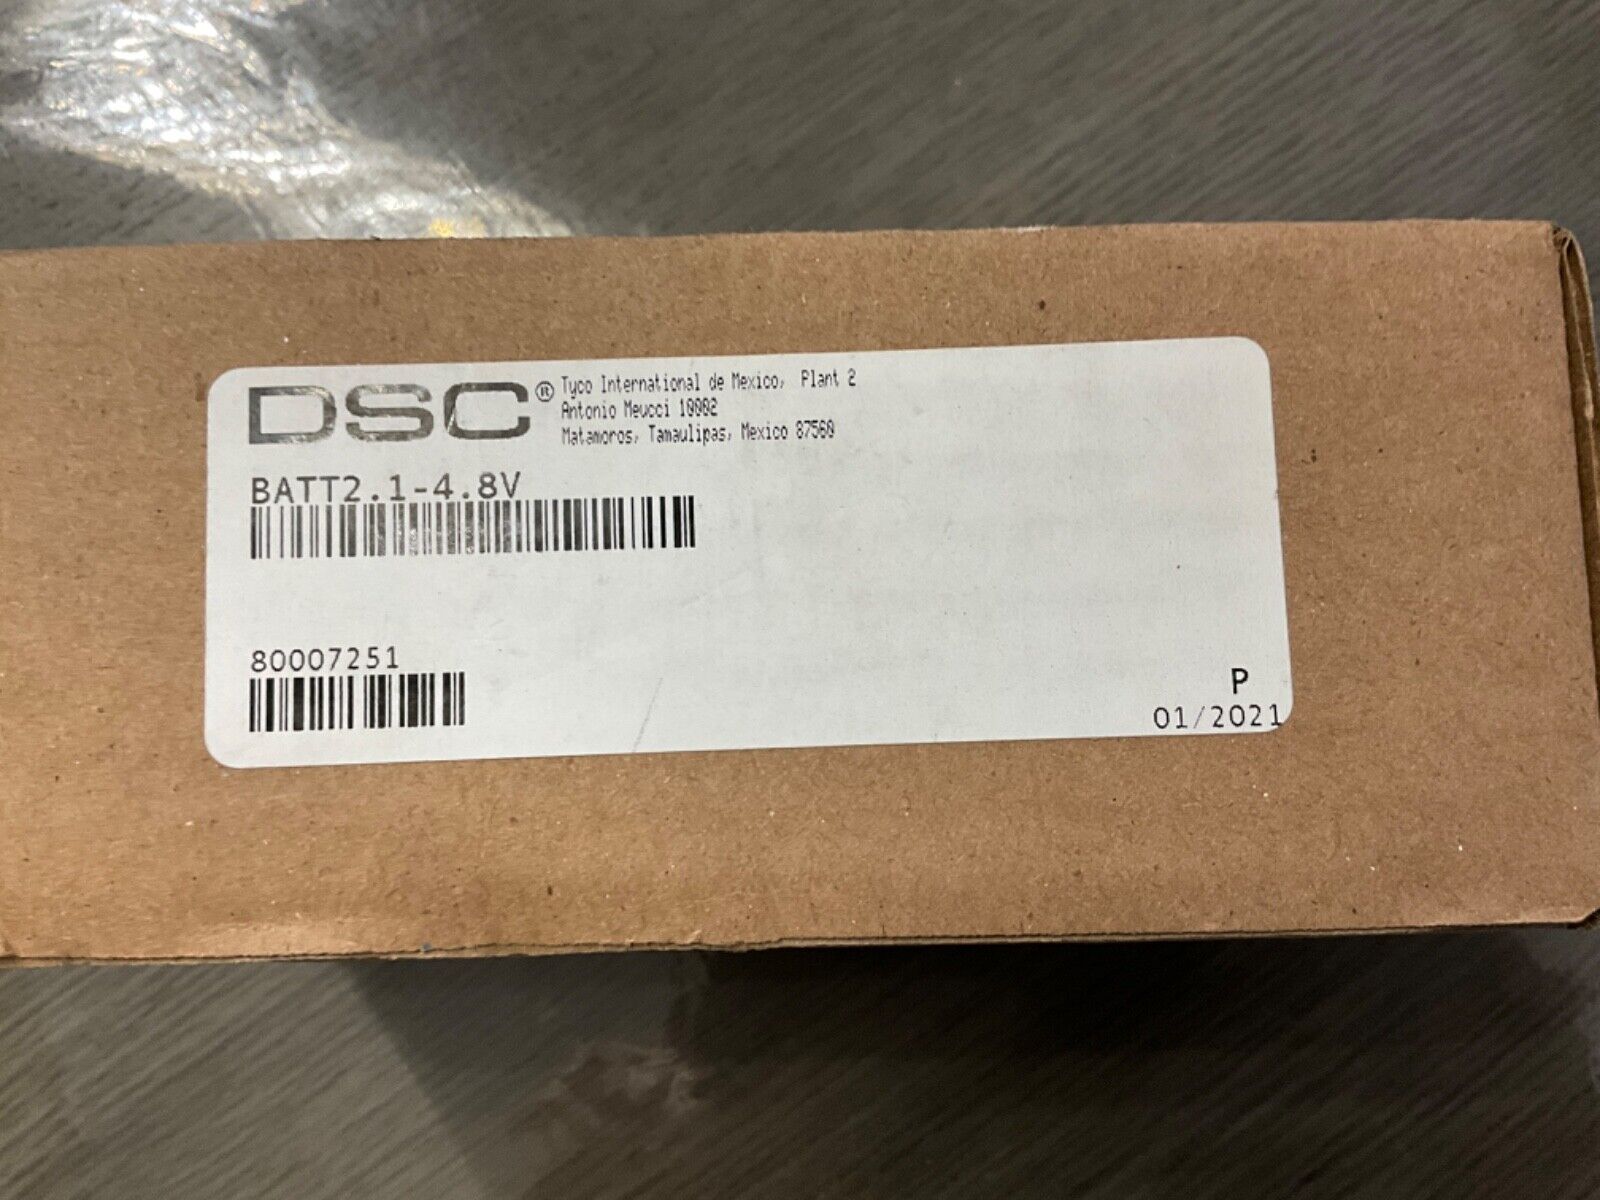 DSC®
Tyco International de Mexico, Plant 2
Antonio Meucci 10002
Matamoros, Tamaulipas, Mexico 87560
BATT2.1-4.8V
80007251
P
01/2021